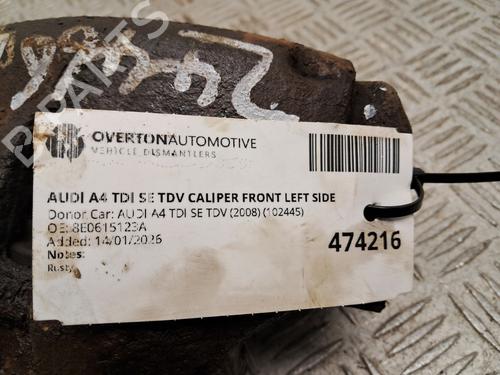 OVERTONAUTOMOTIVE
VEHICLE DISMANTLERS
AUDI A4 TDI SE TDV CALIPER FRONT LEFT SIDE
Donor Car: AUDI A4 TDI SE TDV (2008) (102445)
OE: 8E0615123A
Added: 14/01/2026
474216
Notes:
Rusty
B-PARTS